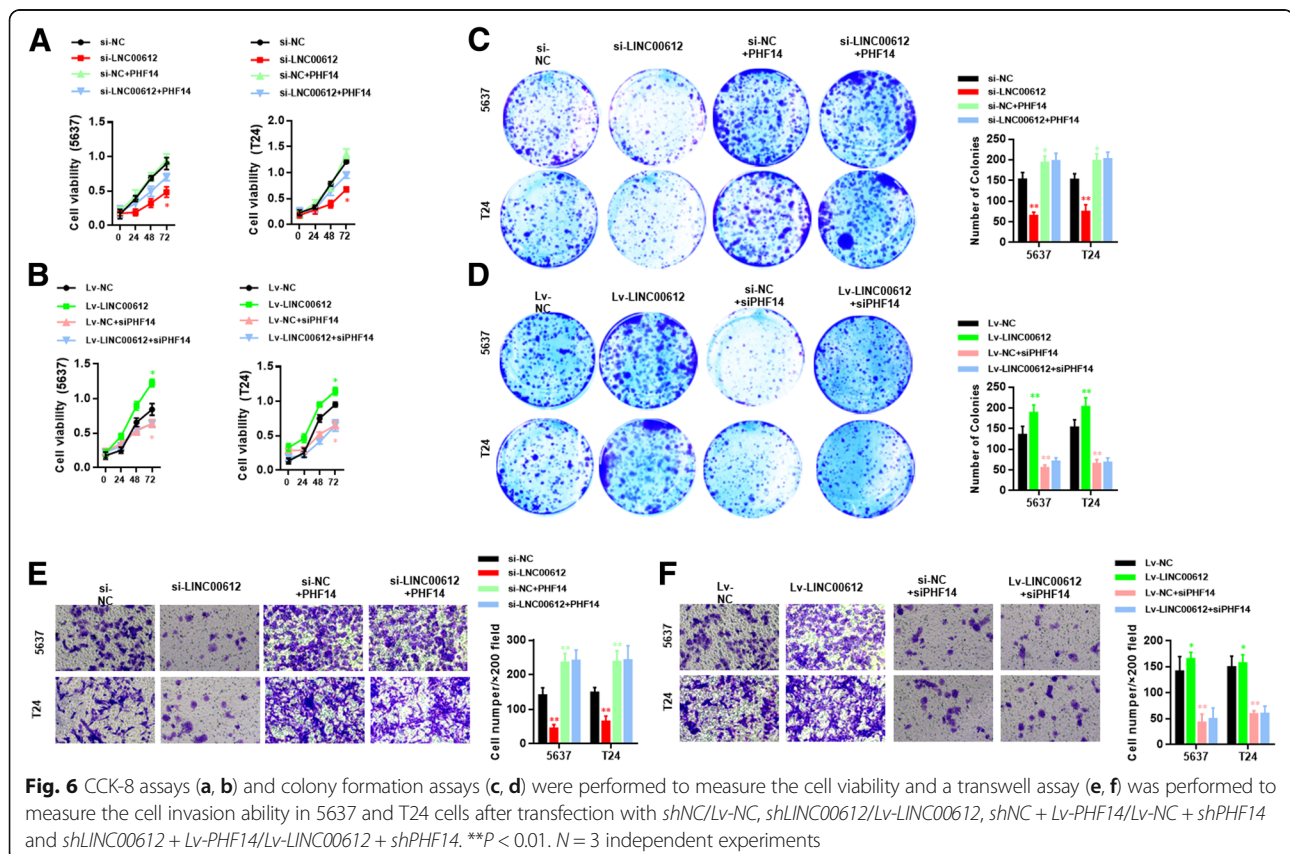 A
si-NC
si-LNC00612
si-NC+PHF14
si-LNC00612+PHF14
Cell viability (5637)
1.5
1.0
0.5
0.0
0 24 48 72
*
si-NC
si-LNC00612
si-NC+PHF14
si-LNC00612+PHF14
Cell viability (T24)
2.0
1.5
1.0
0.5
0.0
0 24 48 72
*
B
Lv-NC
Lv-LINC00612
Lv-NC+siPHF14
Lv-LINC00612+siPHF14
Cell viability (5637)
1.5
1.0
0.5
0.0
0 24 48 72
*
*
Lv-NC
Lv-LINC00612
Lv-NC+siPHF14
Lv-LINC00612+siPHF14
Cell viability (T24)
1.5
1.0
0.5
0.0
0 24 48 72
*
*
C
si-
NC
si-LINC00612
si-NC
+PHF14
si-LINC00612
+PHF14
5637
T24
si-NC
si-LNC00612
si-NC+PHF14
si-LNC00612+PHF14
Number of Colonies
250
200
150
100
50
0
** * ** *
5637 T24
D
Lv-
NC
Lv-LINC00612
si-NC
+siPHF14
Lv-LINC00612
+siPHF14
5637
T24
Lv-NC
Lv-LINC00612
Lv-NC+siPHF14
Lv-LINC00612+siPHF14
Number of Colonies
250
200
150
100
50
0
** ** ** **
5637 T24
E
si-
NC
si-LINC00612
si-NC
+PHF14
si-LINC00612
+PHF14
5637
T24
si-NC
si-LNC00612
si-NC+PHF14
si-LNC00612+PHF14
Cell numper/×200 field
300
200
100
0
** ** ** **
5637 T24
F
Lv-
NC
Lv-LINC00612
si-NC
+siPHF14
Lv-LINC00612
+siPHF14
5637
T24
Lv-NC
Lv-LINC00612
Lv-NC+siPHF14
Lv-LINC00612+siPHF14
Cell numper/×200 field
200
150
100
50
0
* ** * **
5637 T24
Fig. 6 CCK-8 assays (a, b) and colony formation assays (c, d) were performed to measure the cell viability and a transwell assay (e, f) was performed to
measure the cell invasion ability in 5637 and T24 cells after transfection with shNC/Lv-NC, shLINC00612/Lv-LINC00612, shNC + Lv-PHF14/Lv-NC + shPHF14
and shLINC00612 + Lv-PHF14/Lv-LINC00612 + shPHF14. **P < 0.01. N = 3 independent experiments